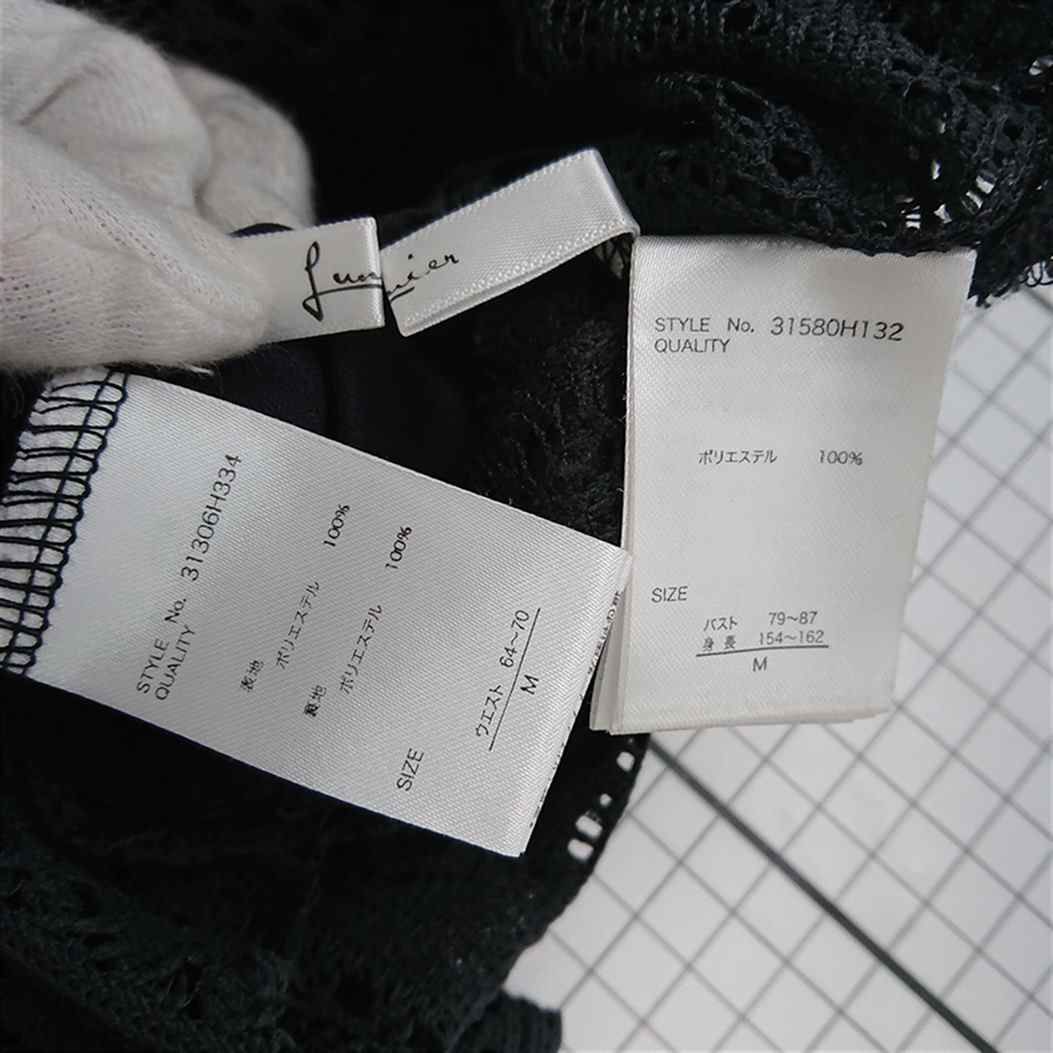 Lumier
STYLE No. 31580H132
QUALITY
ポリエステル 100%
SIZE
バスト 79〜87
身長 154〜162
M
STYLE No. 31306H334
QUALITY
表地 ポリエステル 100%
裏地 ポリエステル 100%
SIZE
ウエスト 64〜70
M